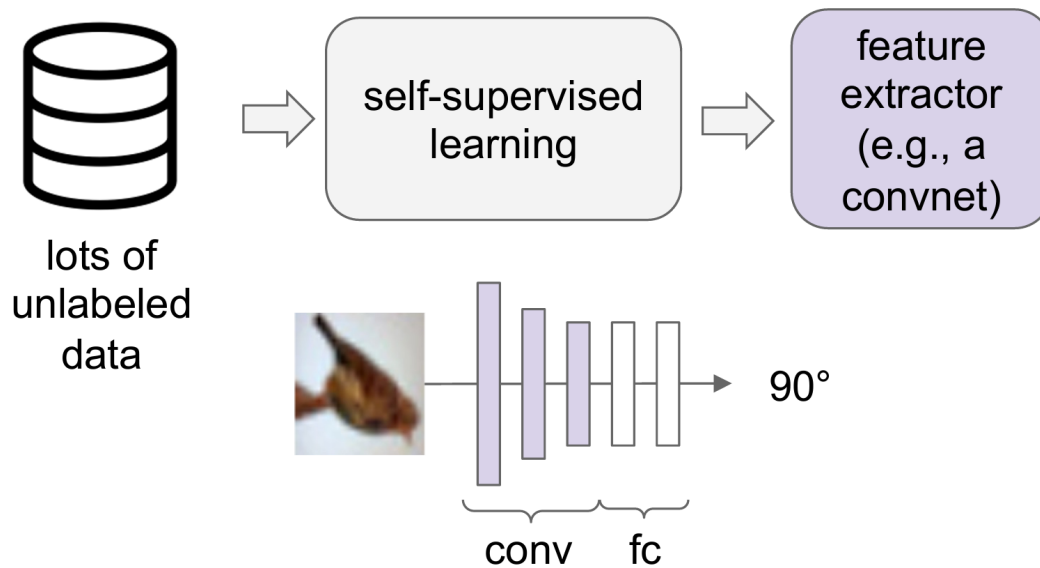 lots of
unlabeled
data
self-supervised
learning
feature
extractor
(e.g., a
convnet)
90°
conv
fc